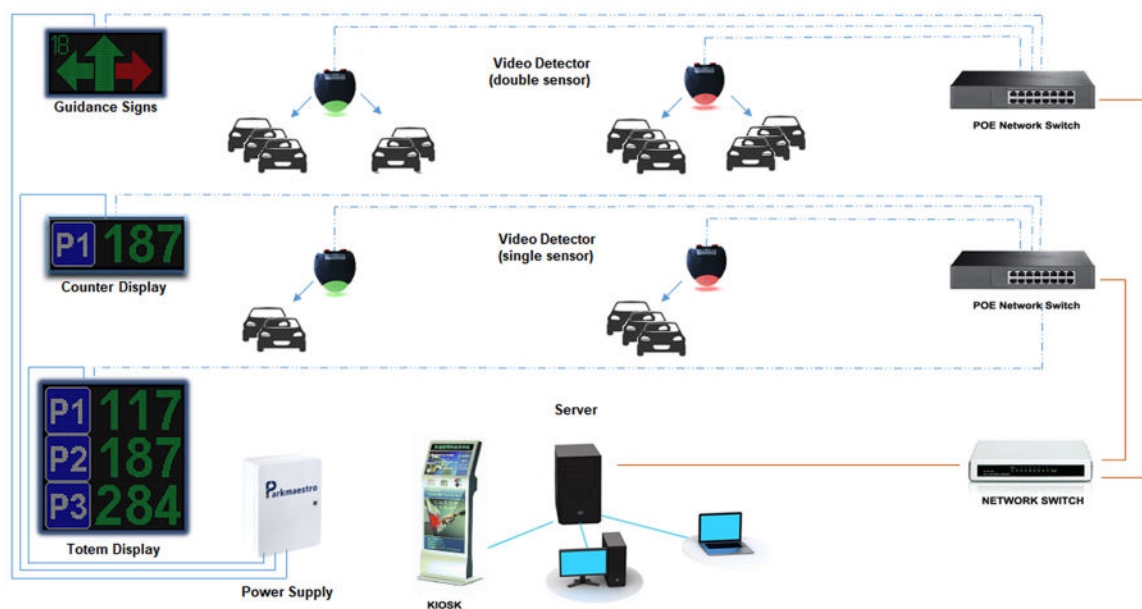 18
Guidance Signs
Video Detector
(double sensor)
POE Network Switch
P1 187
Counter Display
Video Detector
(single sensor)
POE Network Switch
P1 117
P2 187
P3 284
Totem Display
Parkmaestro
Power Supply
KIOSK
Server
NETWORK SWITCH